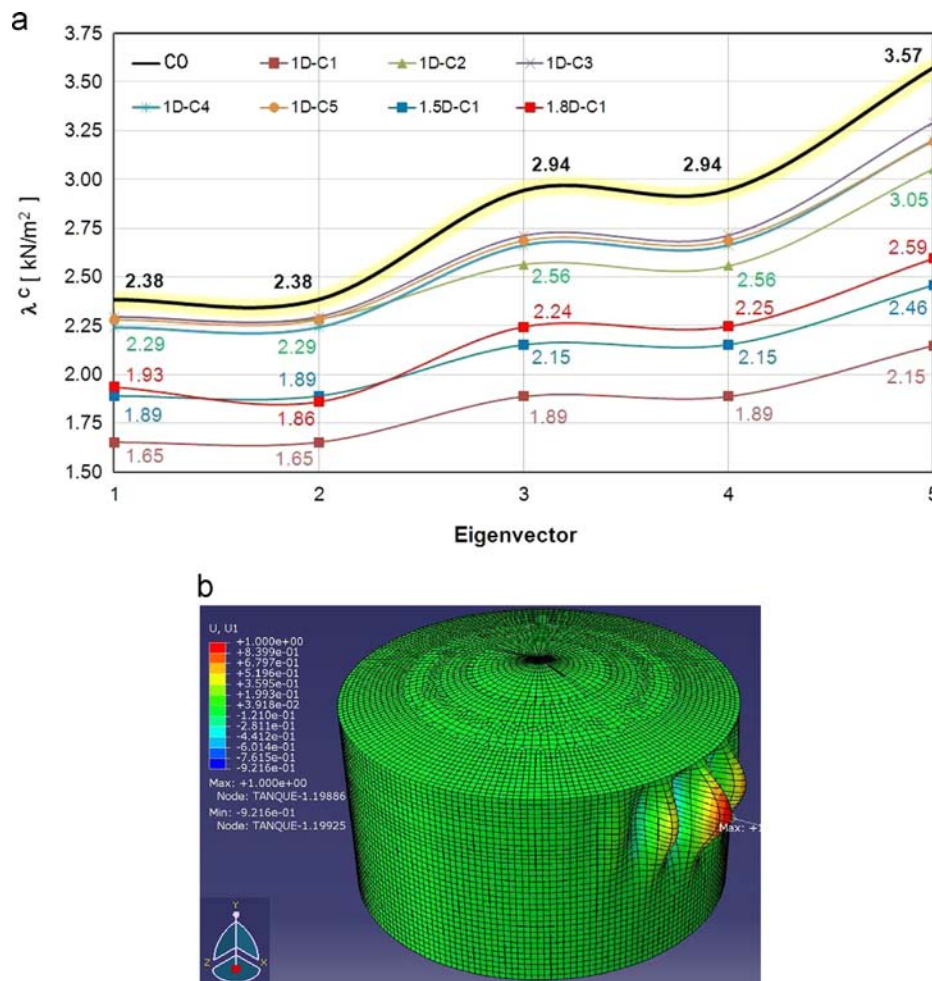 a
3.75
3.50
3.25
3.00
2.75
2.50
2.25
2.00
1.75
1.50
λ C [ kN/m2 ]
CO 1D-C1 1D-C2 1D-C3
1D-C4 1D-C5 1.5D-C1 1.8D-C1
3.57
2.94 2.94
2.38 2.38
3.05
2.59
2.56 2.56
2.46
2.29 2.29
2.24 2.25
1.93 1.89
2.15 2.15
2.15
1.89 1.86
1.89 1.89
1.65 1.65
1 2 3 4 5
Eigenvector
b
U, U1
+1.000e+00
+8.399e-01
+6.797e-01
+5.196e-01
+3.595e-01
+1.993e-01
+3.918e-02
-1.210e-01
-2.811e-01
-4.412e-01
-6.014e-01
-7.615e-01
-9.216e-01
Max: +1.000e+00
Node: TANQUE-1.19886
Min: -9.216e-01
Node: TANQUE-1.19925
Max: +1
Y
Z X